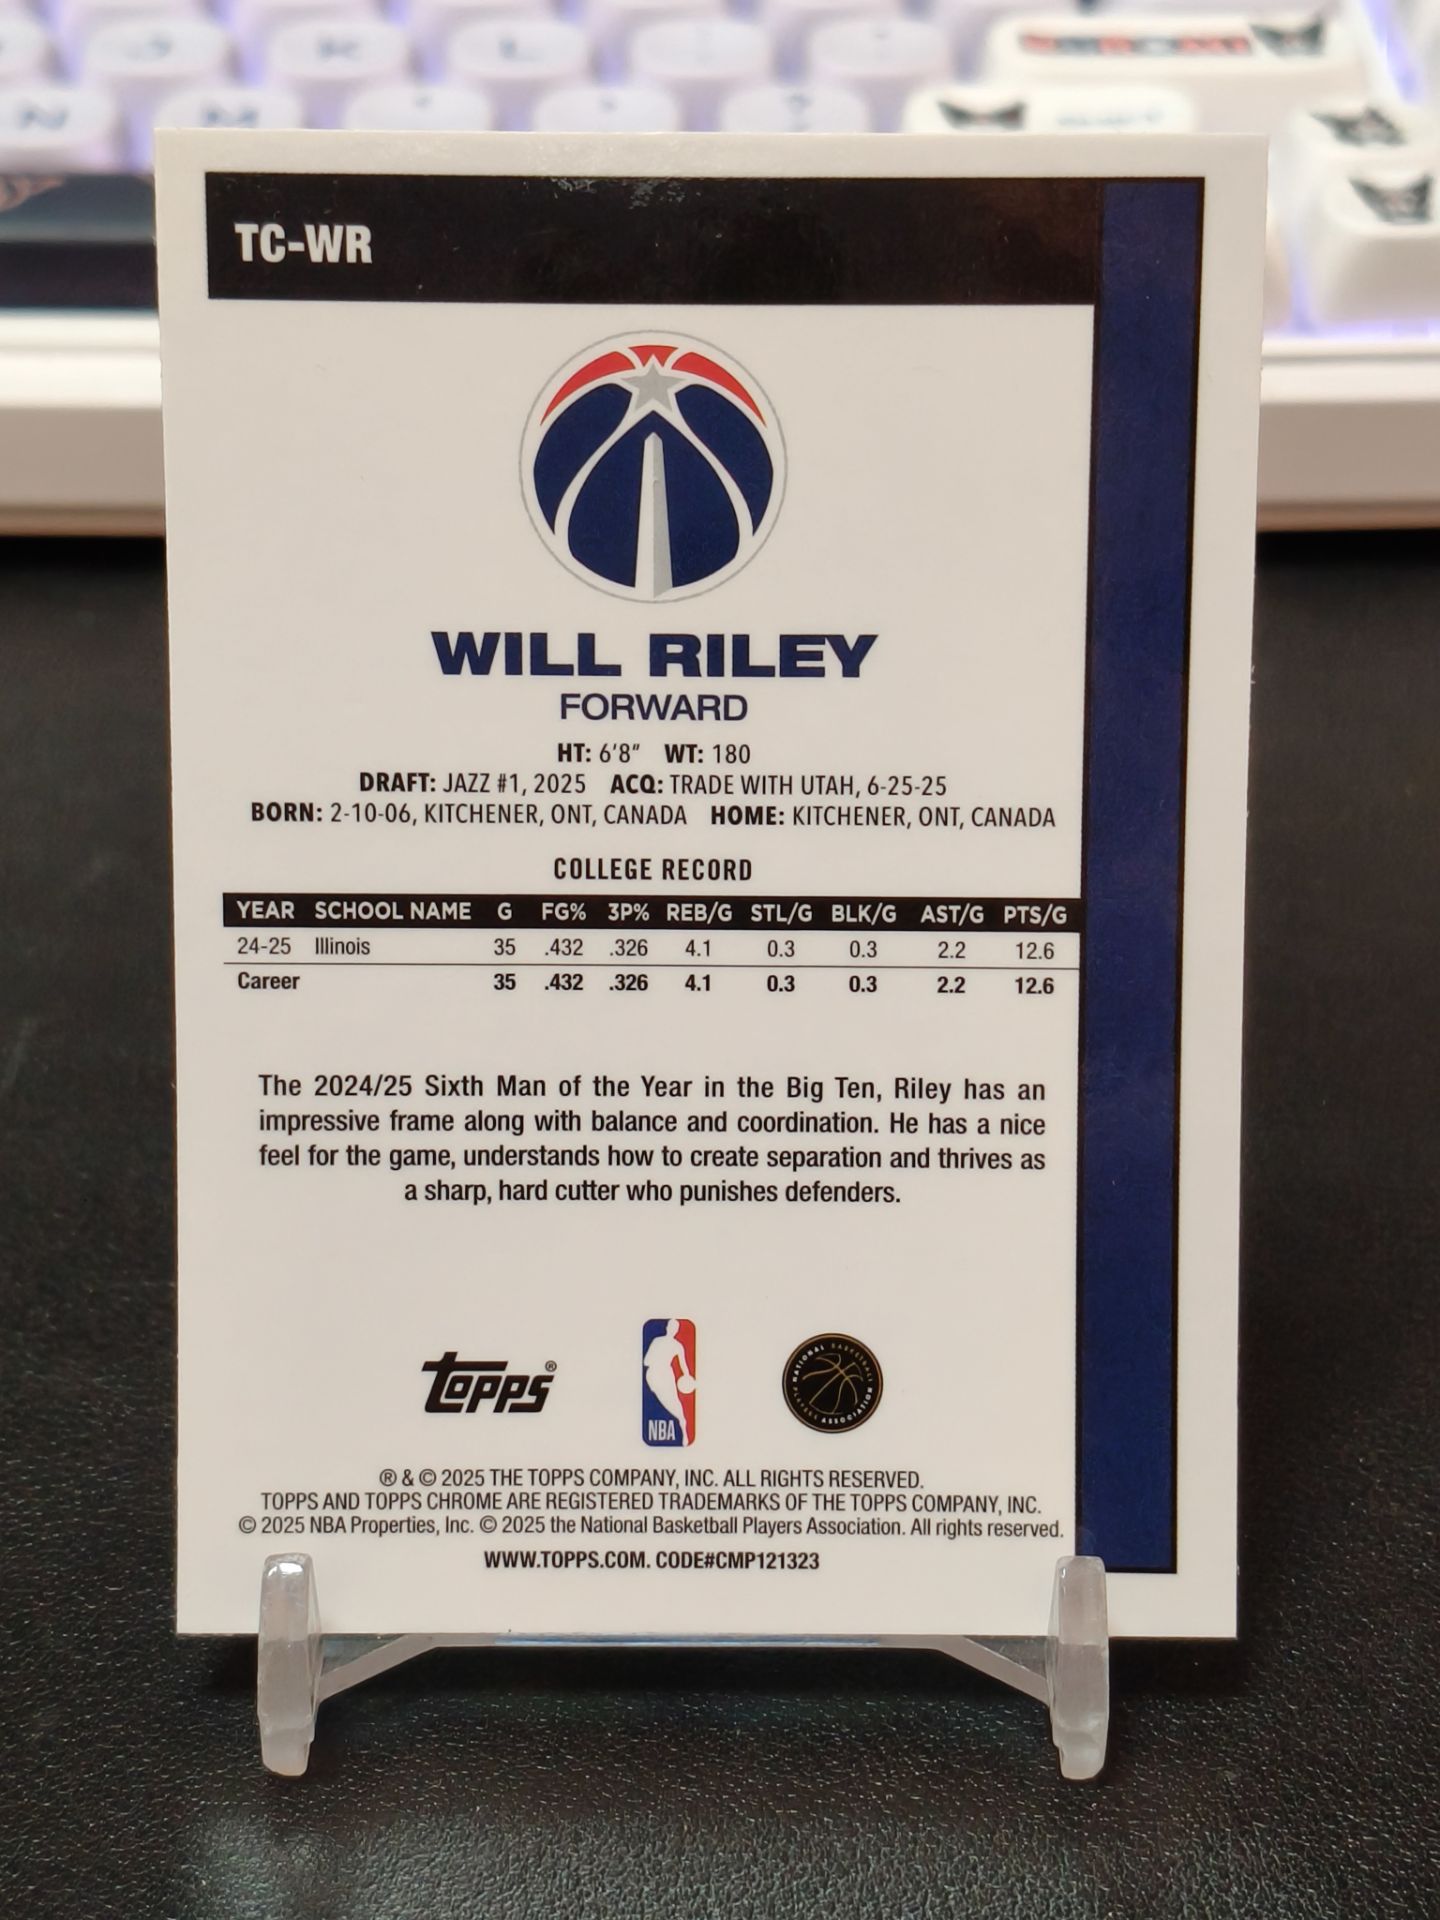 J K L
N M
TC-WR
WILL RILEY
FORWARD
HT: 6'8" WT: 180
DRAFT: JAZZ #1, 2025 ACQ: TRADE WITH UTAH, 6-25-25
BORN: 2-10-06, KITCHENER, ONT, CANADA HOME: KITCHENER, ONT, CANADA
COLLEGE RECORD
YEAR SCHOOL NAME G FG% 3P% REB/G STL/G BLK/G AST/G PTS/G
24-25 Illinois 35 .432 .326 4.1 0.3 0.3 2.2 12.6
Career 35 .432 .326 4.1 0.3 0.3 2.2 12.6
The 2024/25 Sixth Man of the Year in the Big Ten, Riley has an
impressive frame along with balance and coordination. He has a nice
feel for the game, understands how to create separation and thrives as
a sharp, hard cutter who punishes defenders.
topps®
NBA
NATIONAL BASKETBALL PLAYERS ASSOCIATION
® & © 2025 THE TOPPS COMPANY, INC. ALL RIGHTS RESERVED.
TOPPS AND TOPPS CHROME ARE REGISTERED TRADEMARKS OF THE TOPPS COMPANY, INC.
© 2025 NBA Properties, Inc. © 2025 the National Basketball Players Association. All rights reserved.
WWW.TOPPS.COM. CODE#CMP121323